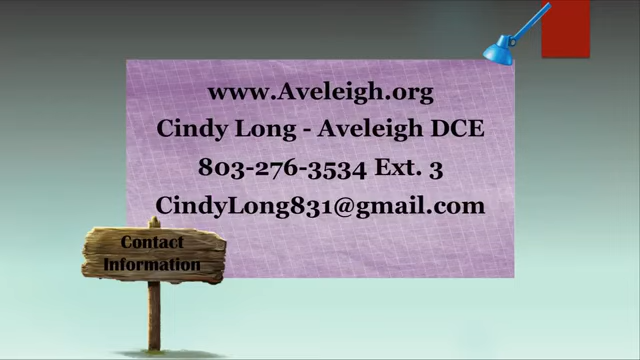 www.Aveleigh.org
Cindy Long - Aveleigh DCE
803-276-3534 Ext. 3
CindyLong831@gmail.com
Contact
Information